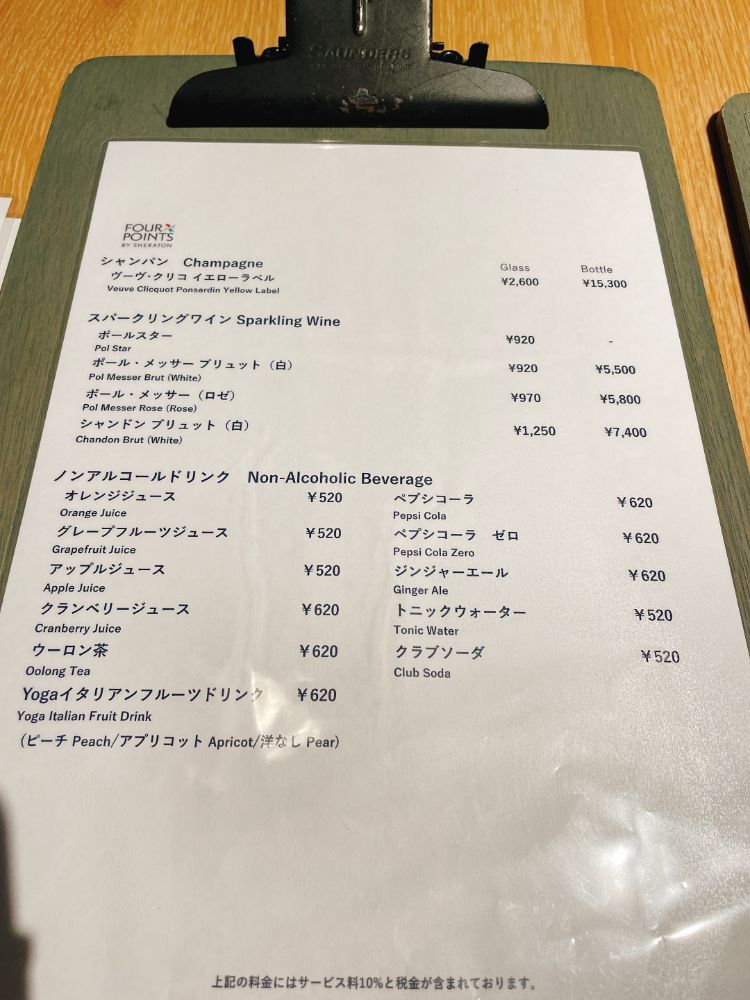 SAUNDERS
FOUR
POINTS
BY SHERATON
シャンパン Champagne
Glass Bottle
ヴーヴ・クリコ イエローラベル ¥2,600 ¥15,300
Veuve Clicquot Ponsardin Yellow Label
スパークリングワイン Sparkling Wine
ポールスター ¥920 -
Pol Star
ポール・メッサー ブリュット（白） ¥920 ¥5,500
Pol Messer Brut (White)
ポール・メッサー（ロゼ） ¥970 ¥5,800
Pol Messer Rose (Rose)
シャンドン ブリュット（白） ¥1,250 ¥7,400
Chandon Brut (White)
ノンアルコールドリンク Non-Alcoholic Beverage
オレンジジュース ¥520
Orange Juice
グレープフルーツジュース ¥520
Grapefruit Juice
アップルジュース ¥520
Apple Juice
クランベリージュース ¥620
Cranberry Juice
ウーロン茶 ¥620
Oolong Tea
Yogaイタリアンフルーツドリンク ¥620
Yoga Italian Fruit Drink
(ピーチ Peach/アプリコット Apricot/洋なし Pear)
ペプシコーラ ¥620
Pepsi Cola
ペプシコーラ ゼロ ¥620
Pepsi Cola Zero
ジンジャーエール ¥620
Ginger Ale
トニックウォーター ¥520
Tonic Water
クラブソーダ ¥520
Club Soda
上記の料金にはサービス料10%と税金が含まれております。